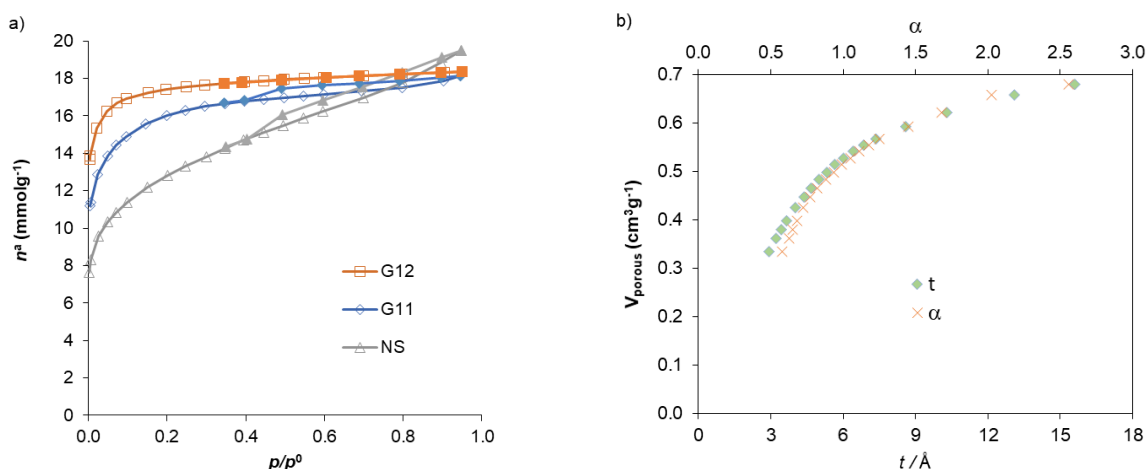 a)
20
18
16
14
12
10
8
6
4
2
0
nᵃ (mmolg⁻¹)
0.0 0.2 0.4 0.6 0.8 1.0
p/p⁰
G12
G11
NS
b)
α
0.0 0.5 1.0 1.5 2.0 2.5 3.0
0.7
0.6
0.5
0.4
0.3
0.2
0.1
0.0
Vporous (cm³g⁻¹)
0 3 6 9 12 15 18
t / Å
t
α